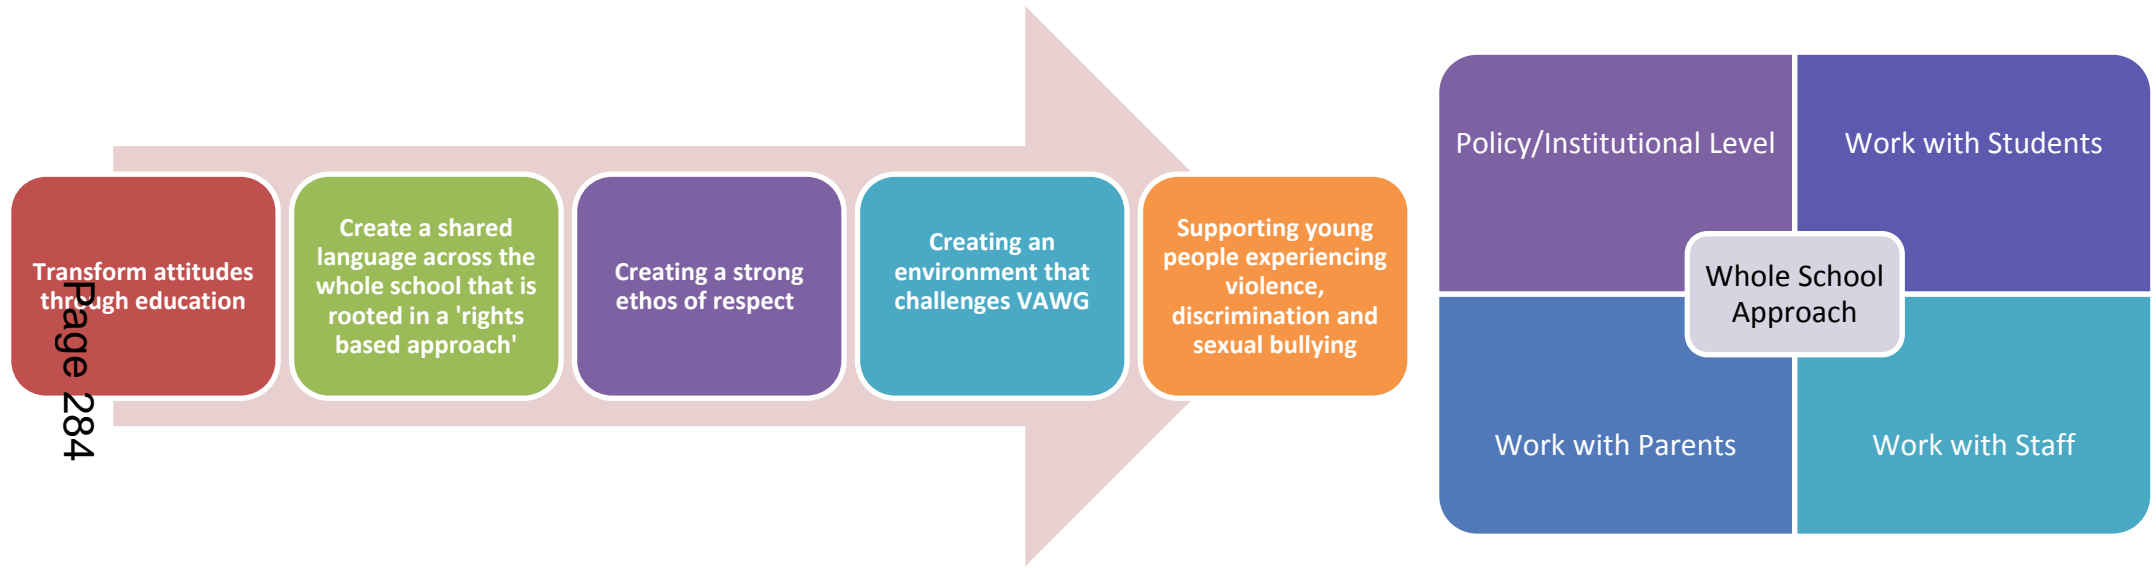 Transform attitudes
through education
Create a shared
language across the
whole school that is
rooted in a 'rights
based approach'
Creating a strong
ethos of respect
Creating an
environment that
challenges VAWG
Supporting young
people experiencing
violence,
discrimination and
sexual bullying
Policy/Institutional Level
Work with Students
Whole School
Approach
Work with Parents
Work with Staff
Page 284